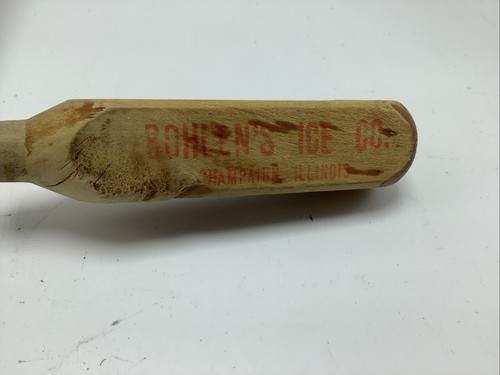 BOHLEN'S ICE CO.
CHAMPAIGN, ILLINOIS